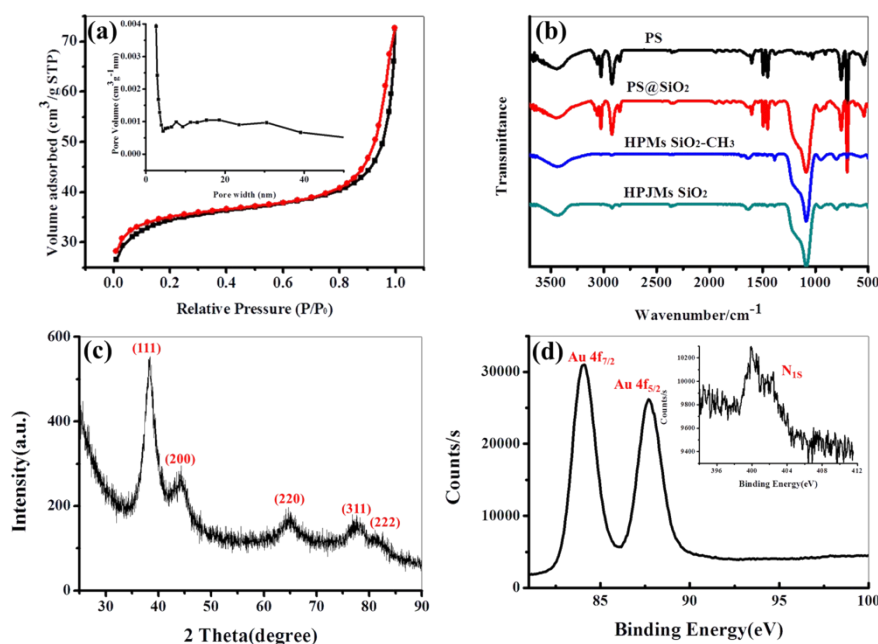 (a)
Volume adsorbed (cm³/g STP)
70
60
50
40
30
0.0 0.2 0.4 0.6 0.8 1.0
Relative Pressure (P/P₀)
Pore Volume (cm³g⁻¹nm)
0.004
0.003
0.002
0.001
0.000
0 20 40
Pore width (nm)
(b)
Transmittance
PS
PS@SiO₂
HPMs SiO₂-CH₃
HPJMs SiO₂
3500 3000 2500 2000 1500 1000 500
Wavenumber/cm⁻¹
(c)
Intensity(a.u.)
600
500
400
300
200
100
0
(111)
(200)
(220)
(311)
(222)
30 40 50 60 70 80 90
2 Theta(degree)
(d)
Counts/s
30000
20000
10000
0
Au 4f₇/₂
Au 4f₅/₂
85 90 95 100
Binding Energy(eV)
N₁S
Counts/s
10200
10000
9800
9600
9400
396 400 404 408 412
Binding Energy(eV)